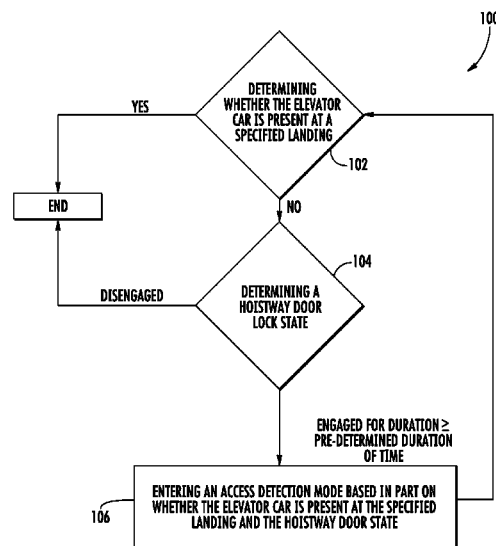 100
DETERMINING
WHETHER THE ELEVATOR
CAR IS PRESENT AT A
SPECIFIED LANDING
YES
102
END
NO
104
DISENGAGED
DETERMINING A
HOISTWAY DOOR
LOCK STATE
ENGAGED FOR DURATION ≥
PRE-DETERMINED DURATION
OF TIME
ENTERING AN ACCESS DETECTION MODE BASED IN PART ON
WHETHER THE ELEVATOR CAR IS PRESENT AT THE SPECIFIED
LANDING AND THE HOISTWAY DOOR STATE
106